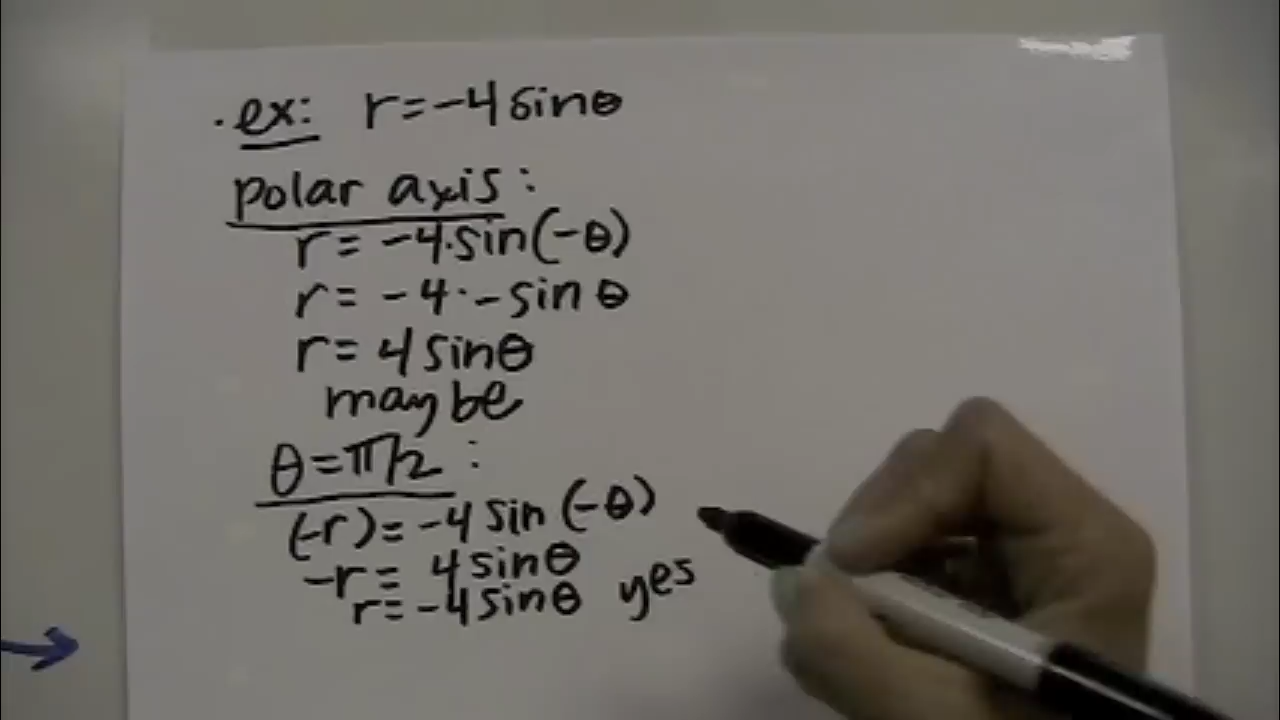 . ex: r=-4sinθ
polar axis:
r=-4·sin(-θ)
r=-4·-sinθ
r=4sinθ
maybe
θ=π/2:
(-r)=-4sin(-θ)
-r=4sinθ
r=-4sinθ yes